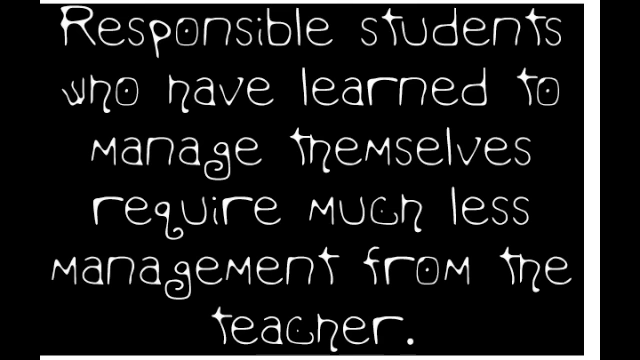 Responsible students
who have learned to
manage themselves
require much less
management from the
teacher.